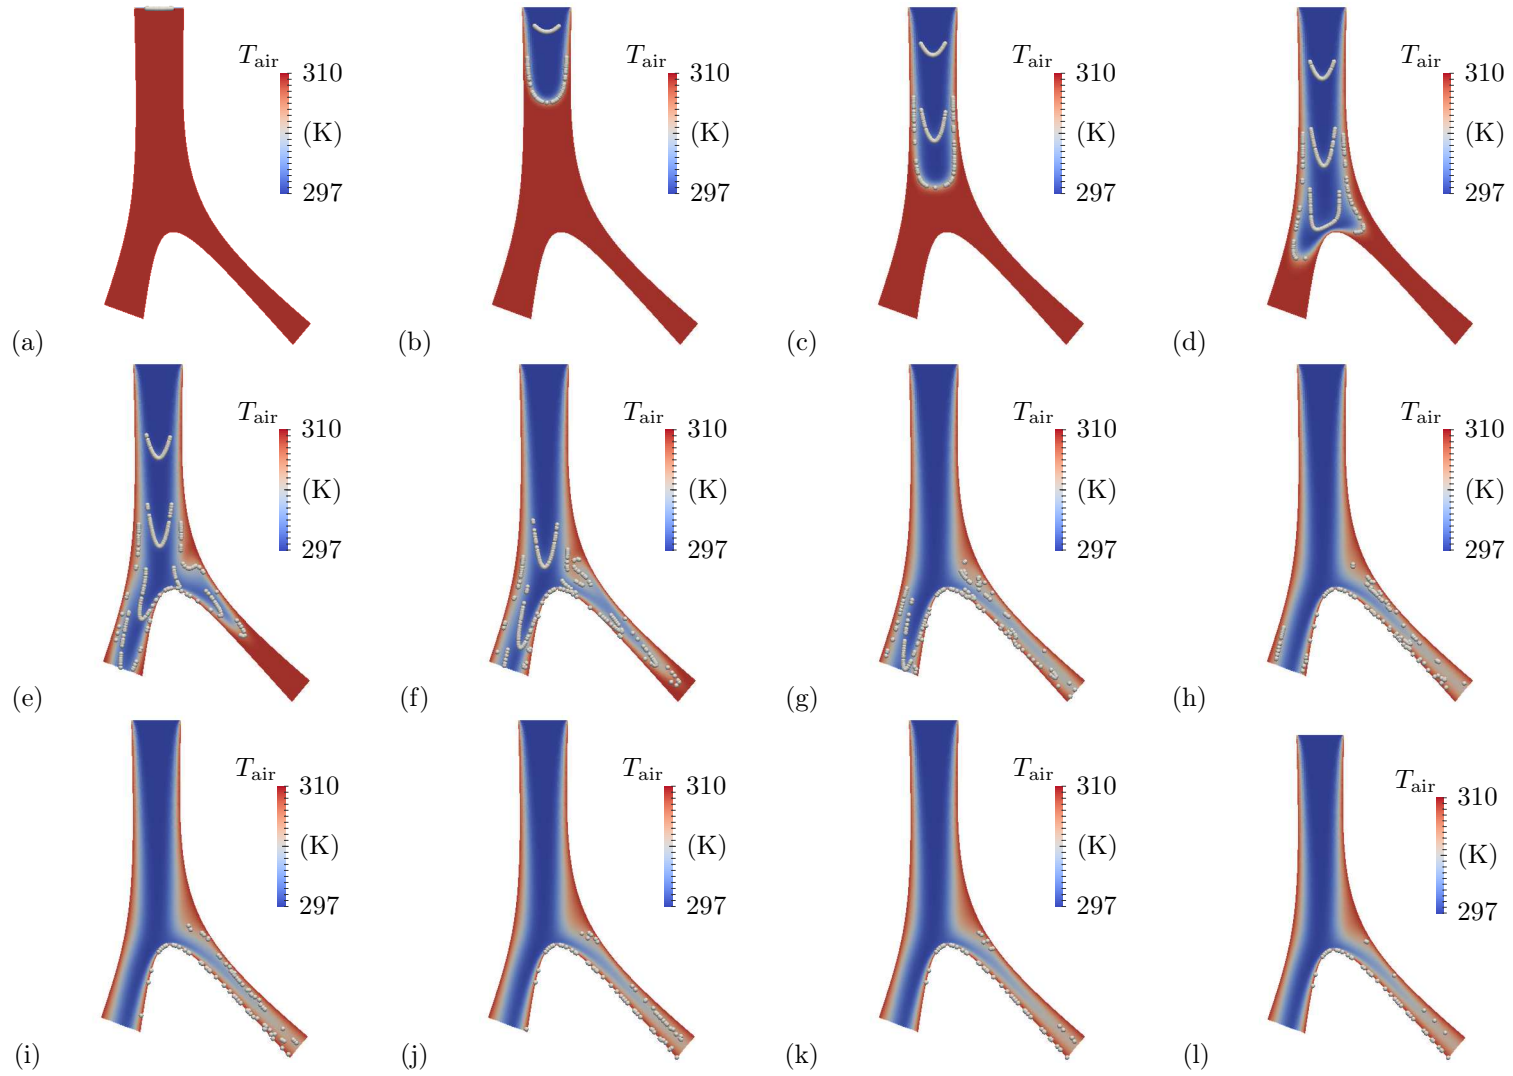 T_air
310
(K)
297
(a)
T_air
310
(K)
297
(b)
T_air
310
(K)
297
(c)
T_air
310
(K)
297
(d)
T_air
310
(K)
297
(e)
T_air
310
(K)
297
(f)
T_air
310
(K)
297
(g)
T_air
310
(K)
297
(h)
T_air
310
(K)
297
(i)
T_air
310
(K)
297
(j)
T_air
310
(K)
297
(k)
T_air
310
(K)
297
(l)